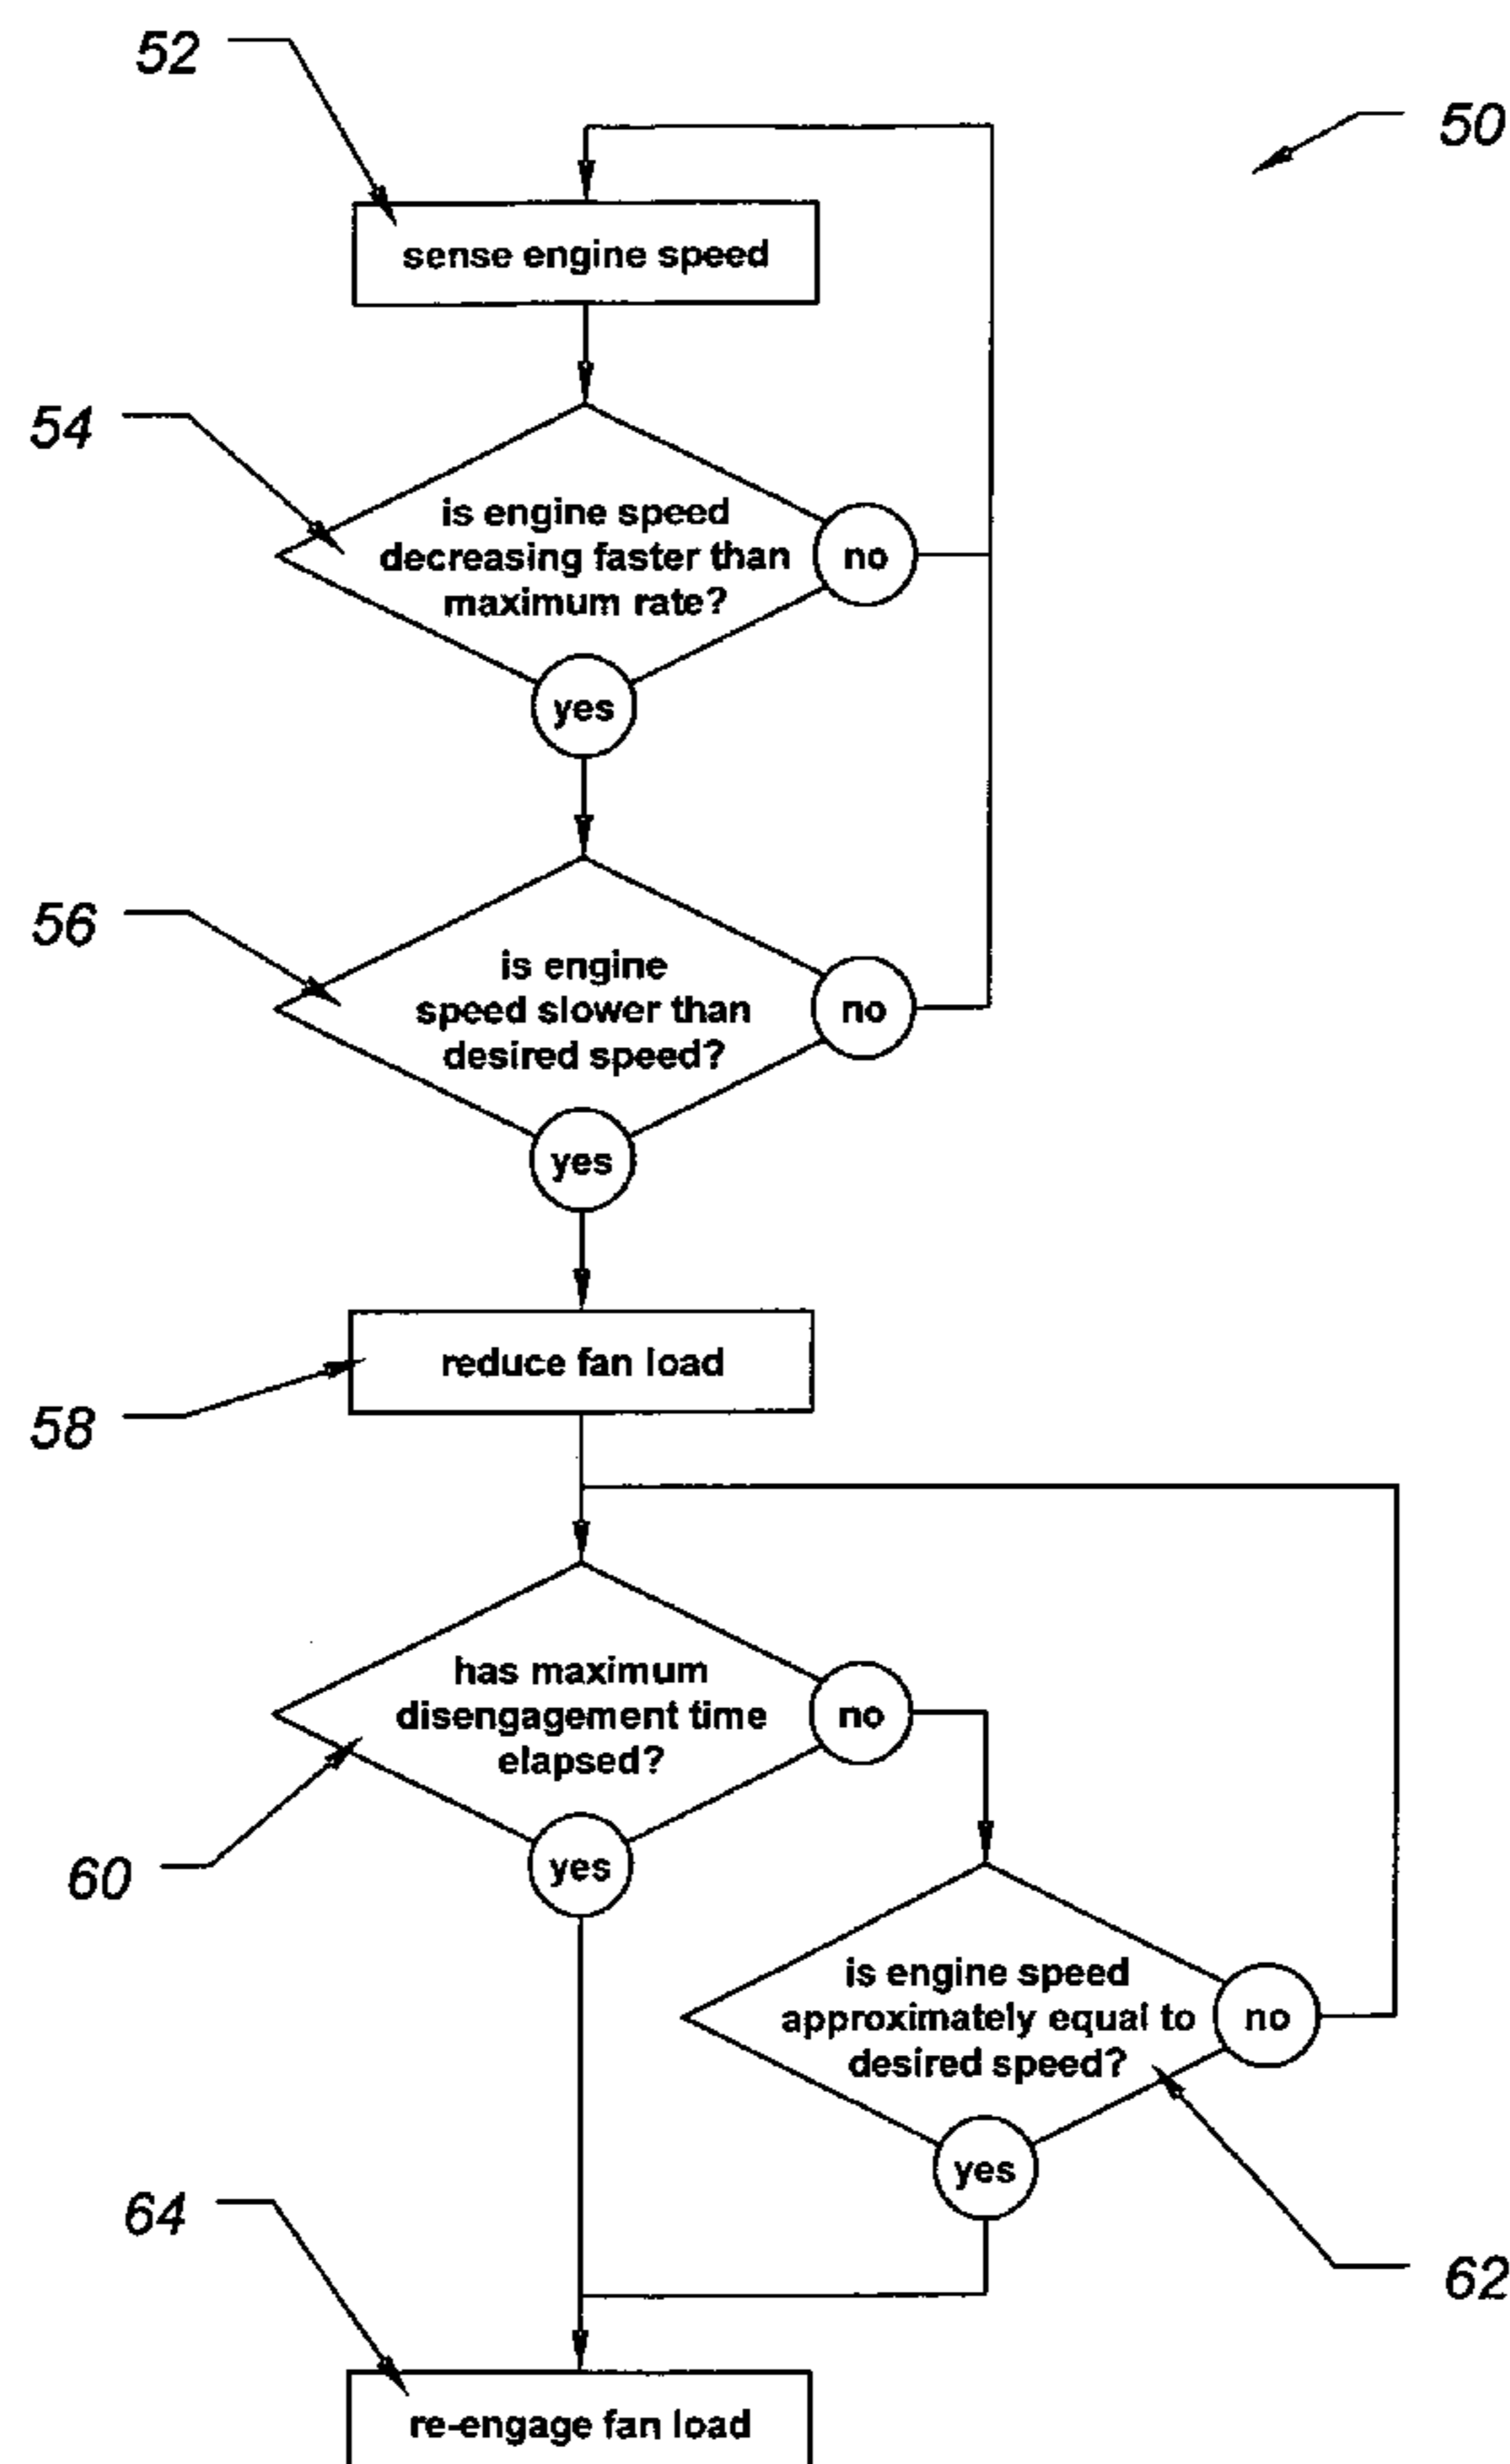 52
50
sense engine speed
54
is engine speed
decreasing faster than
maximum rate?
no
yes
56
is engine
speed slower than
desired speed?
no
yes
reduce fan load
58
has maximum
disengagement time
elapsed?
no
yes
60
is engine speed
approximately equal to
desired speed?
no
yes
64
62
re-engage fan load